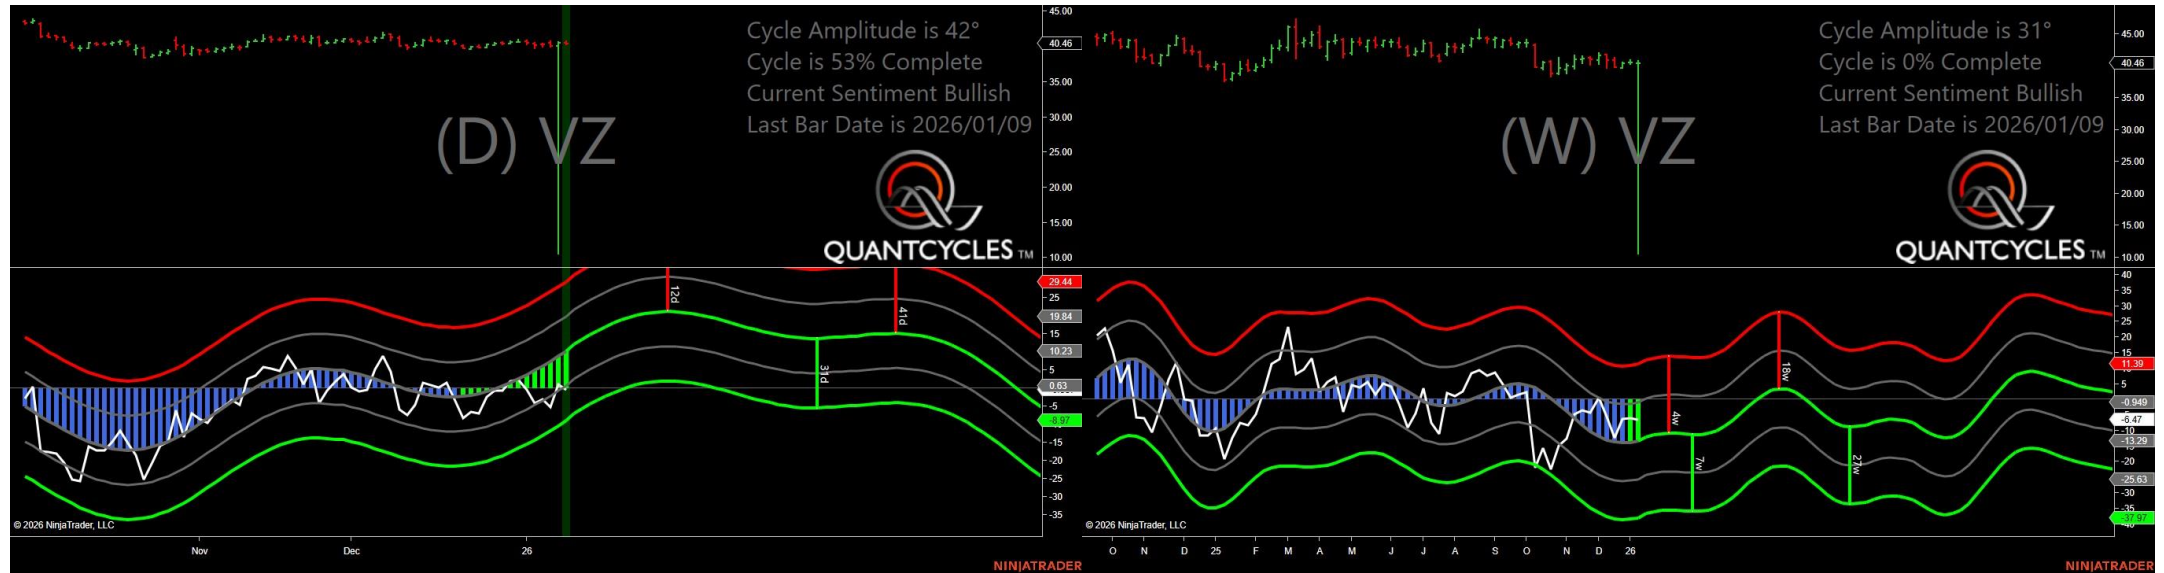 Cycle Amplitude is 42°
Cycle is 53% Complete
Current Sentiment Bullish
Last Bar Date is 2026/01/09
(D) VZ
QUANTCYCLES TM
45.00
40.46
35.00
30.00
25.00
20.00
15.00
10.00
29.44
25
19.84
15
10.23
5
0.63
-5
-8.97
-15
-20
-25
-30
-35
12d
31d
41d
© 2026 NinjaTrader, LLC
Nov
Dec
26
NINJATRADER
Cycle Amplitude is 31°
Cycle is 0% Complete
Current Sentiment Bullish
Last Bar Date is 2026/01/09
(W) VZ
QUANTCYCLES TM
45.00
40.46
35.00
30.00
25.00
20.00
15.00
10.00
40
35
30
25
20
15
11.39
5
-0.949
-6.47
-10
-13.29
-20
-25.63
-30
-35
-37.97
4w
7w
18w
27w
© 2026 NinjaTrader, LLC
O N D 25 F M A M J J A S O N D 26
NINJATRADER